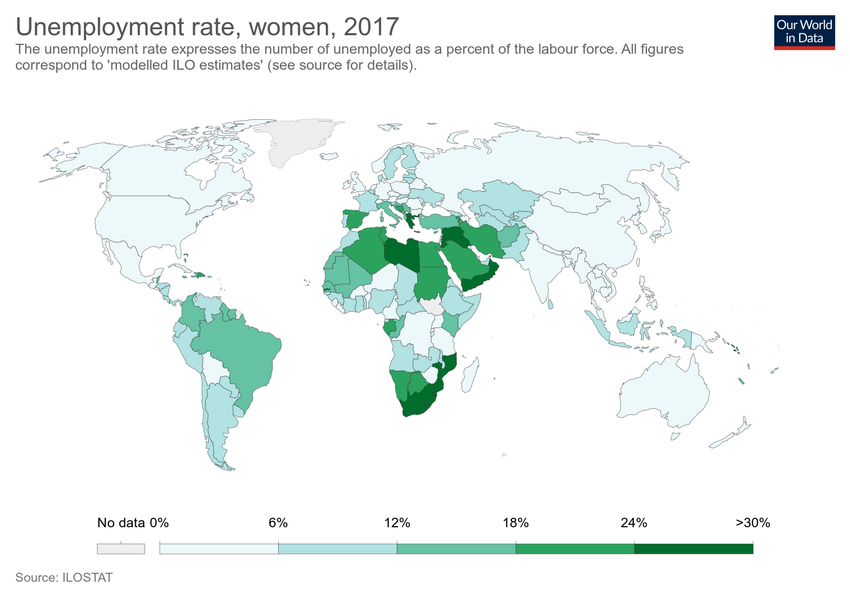 Unemployment rate, women, 2017
The unemployment rate expresses the number of unemployed as a percent of the labour force. All figures
correspond to 'modelled ILO estimates' (see source for details).
Our World
in Data
No data 0% 6% 12% 18% 24% >30%
Source: ILOSTAT